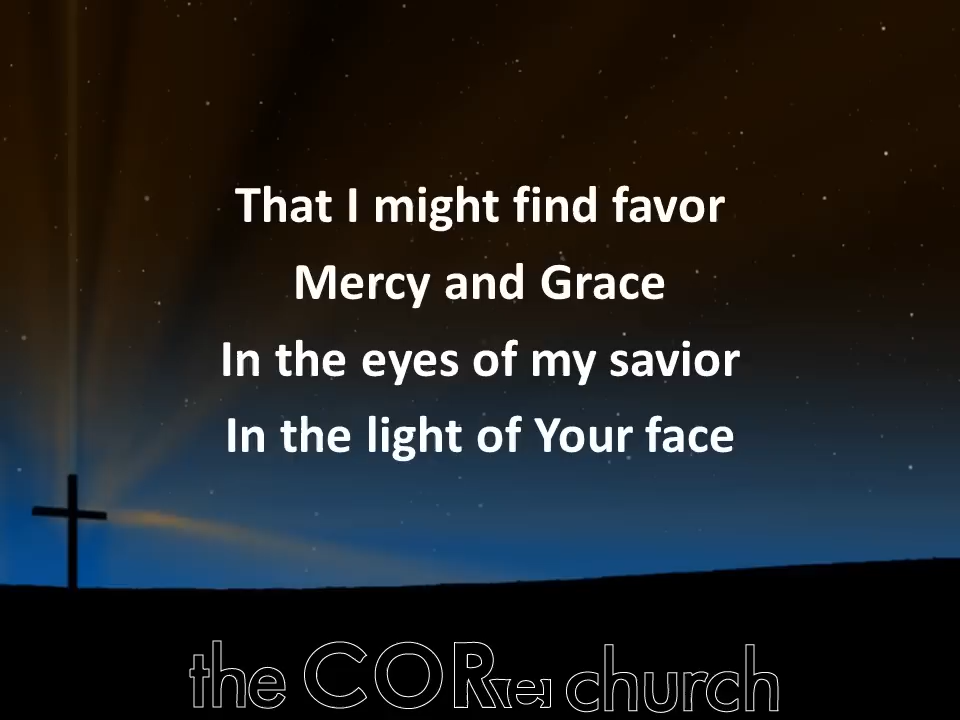 That I might find favor
Mercy and Grace
In the eyes of my savior
In the light of Your face
the COR church